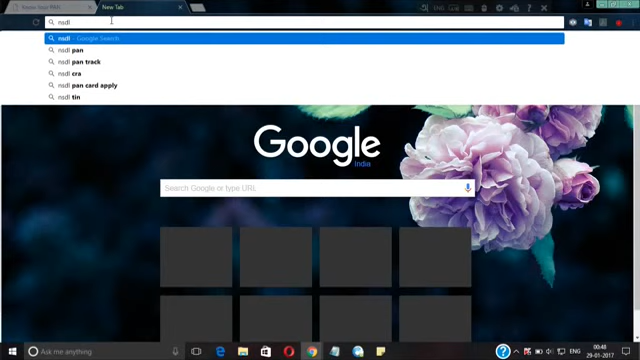 Know Your PAN
New Tab
ENG
nsdl
nsdl - Google Search
nsdl pan
nsdl pan track
nsdl cra
nsdl pan card apply
nsdl tin
Google
India
Search Google or type URL
Ask me anything
ENG
00:48
29-01-2017